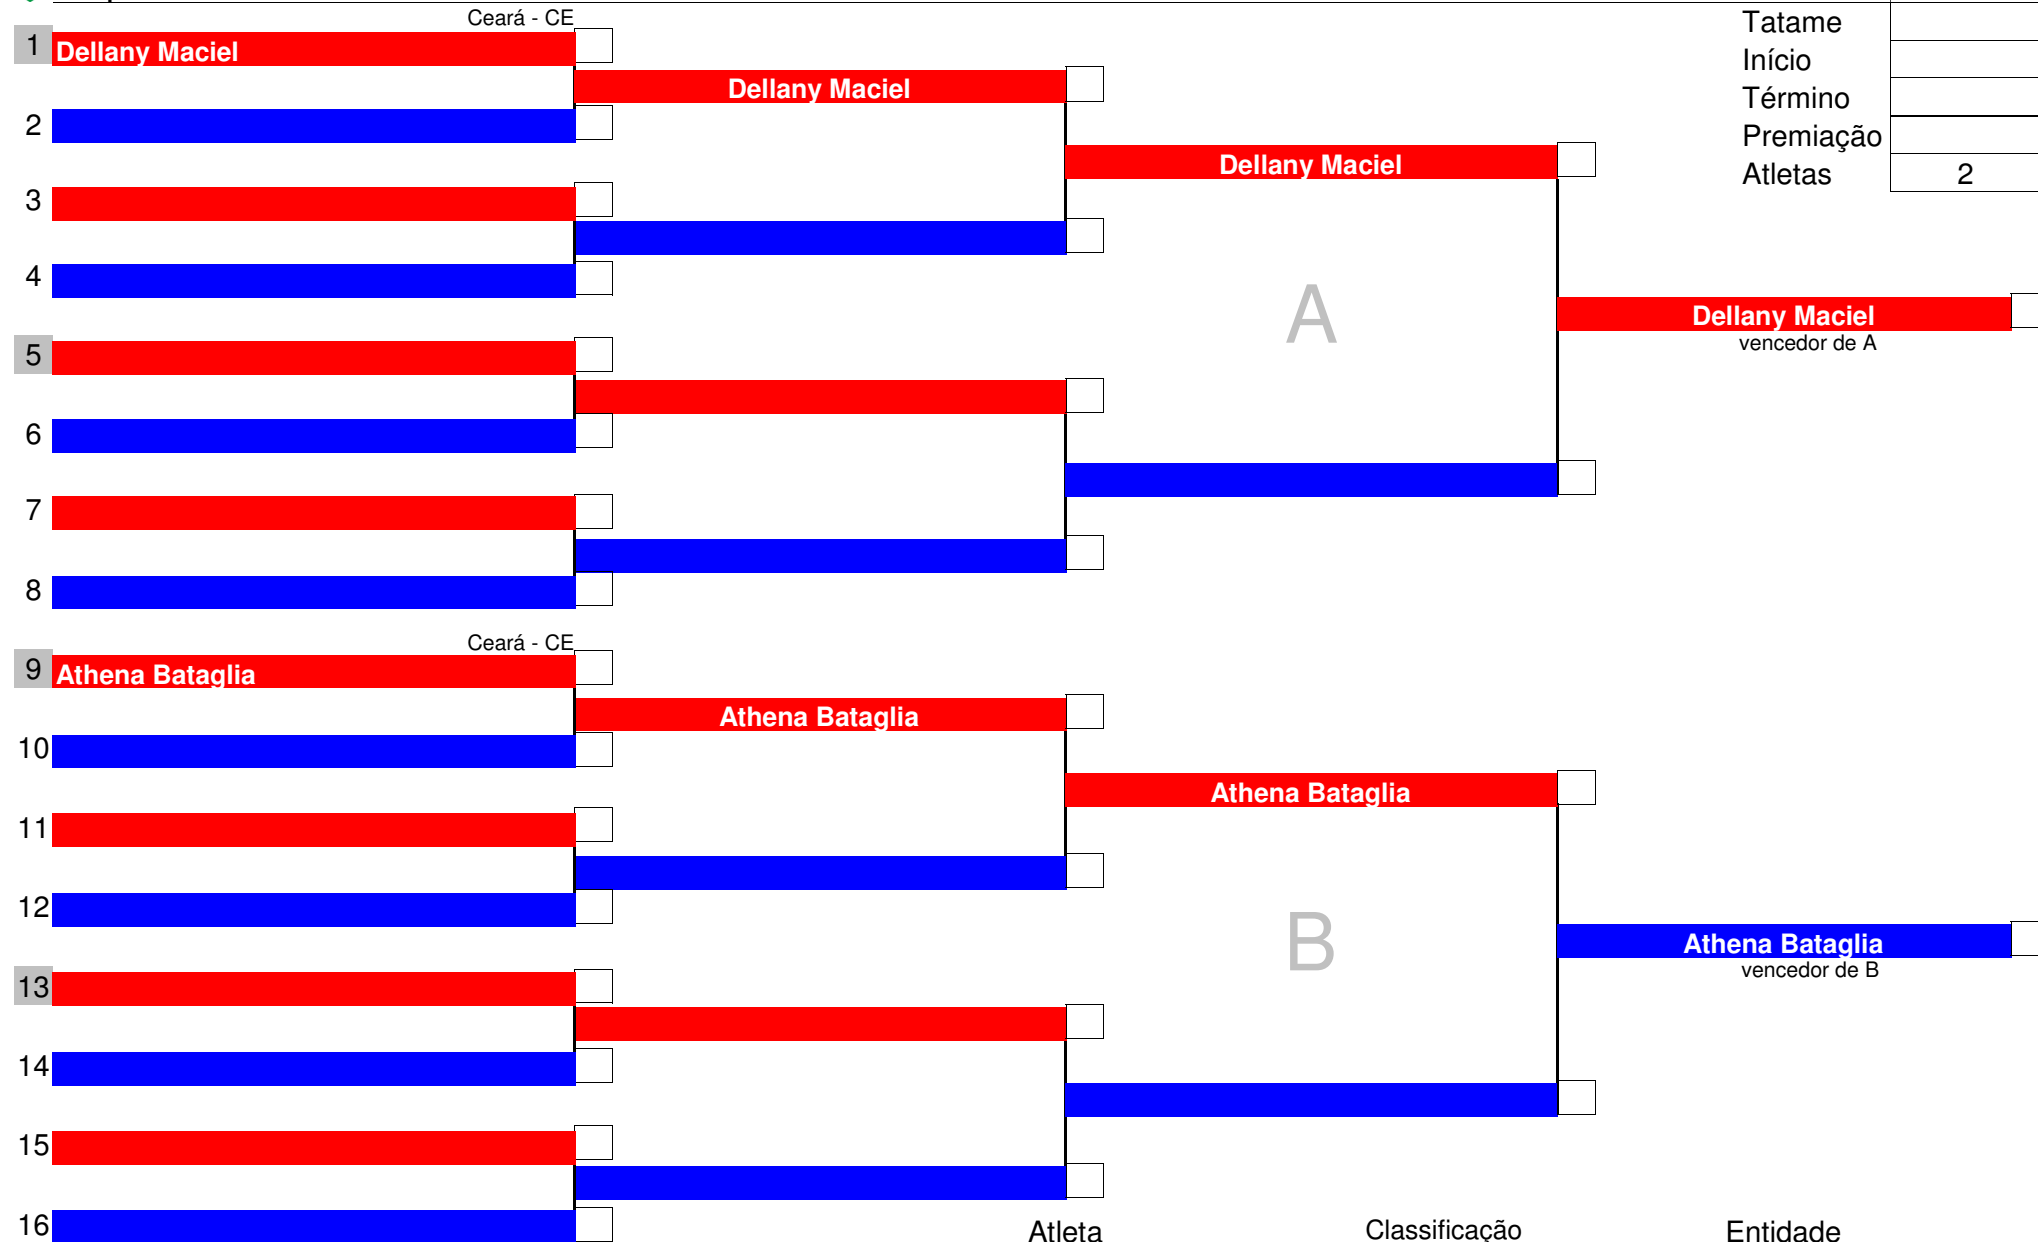 Ceará - CE
1 Dellany Maciel
Dellany Maciel
2
Dellany Maciel
3
4
5
6
7
8
A
Dellany Maciel
vencedor de A
Tatame
Início
Término
Premiação
Atletas 2
Ceará - CE
9 Athena Bataglia
Athena Bataglia
10
Athena Bataglia
11
12
13
14
15
16
B
Athena Bataglia
vencedor de B
Atleta Classificação Entidade